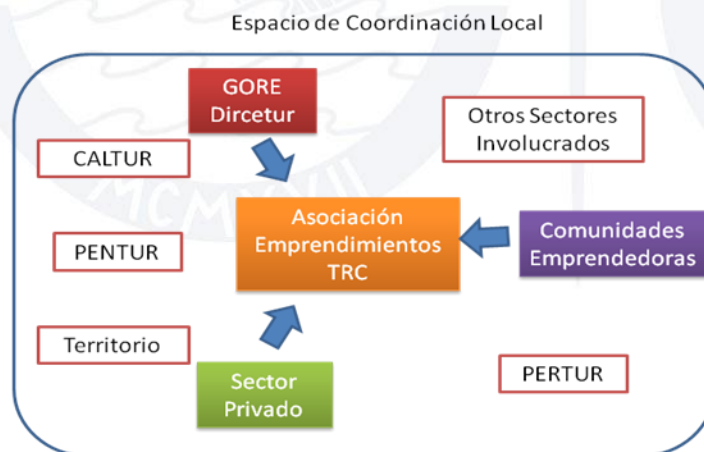 Espacio de Coordinación Local
GORE
Dircetur
Otros Sectores
Involucrados
CALTUR
Asociación
Emprendimientos
TRC
Comunidades
Emprendedoras
PENTUR
Territorio
Sector
Privado
PERTUR